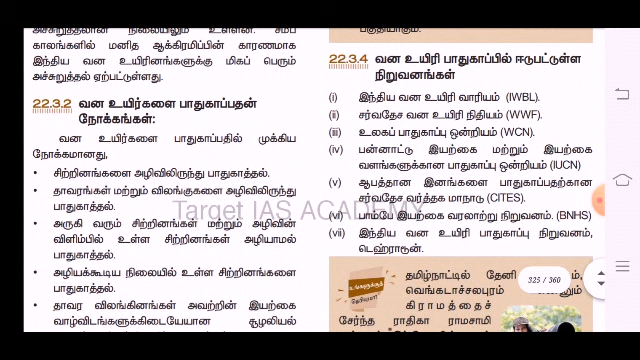 அச்சுறுத்தலான நிலையிலும் உள்ளன. சமீப
காலங்களில் மனித ஆக்கிரமிப்பின் காரணமாக
இந்திய வன உயிரினங்களுக்கு மிகப் பெரும்
அச்சுறுத்தல் ஏற்பட்டுள்ளது.
22.3.2 வன உயிர்களை பாதுகாப்பதன்
நோக்கங்கள்:
வன உயிர்களை பாதுகாப்பதில் முக்கிய
நோக்கமானது,
• சிற்றினங்களை அழிவிலிருந்து பாதுகாத்தல்.
• தாவரங்கள் மற்றும் விலங்குகளை அழிவிலிருந்து
பாதுகாத்தல்.
• அருகி வரும் சிற்றினங்கள் மற்றும் அழிவின்
விளிம்பில் உள்ள சிற்றினங்கள் அழியாமல்
பாதுகாத்தல்.
• அழியக்கூடிய நிலையில் உள்ள சிற்றினங்களை
பாதுகாத்தல்.
• தாவர விலங்கினங்கள் அவற்றின் இயற்கை
வாழ்விடங்களுக்கிடையேயான சூழலியல்
பகுதியாகும்.
22.3.4 வன உயிரி பாதுகாப்பில் ஈடுபட்டுள்ள
நிறுவனங்கள்
(i) இந்திய வன உயிரி வாரியம் (IWBL).
(ii) சர்வதேச வன உயிரி நிதியம் (WWF).
(iii) உலகப் பாதுகாப்பு ஒன்றியம் (WCN).
(iv) பன்னாட்டு இயற்கை மற்றும் இயற்கை
வளங்களுக்கான பாதுகாப்பு ஒன்றியம் (IUCN)
(v) ஆபத்தான இனங்களை பாதுகாப்பதற்கான
சர்வதேச வர்த்தக மாநாடு (CITES).
(vi) பாம்பே இயற்கை வரலாற்று நிறுவனம். (BNHS)
(vii) இந்திய வன உயிரி பாதுகாப்பு நிறுவனம்,
டெஹ்ராடூன்.
Target IAS ACADEMY
325 / 360
உங்களுக்குத்
தெரியுமா?
தமிழ்நாட்டில் தேனி
வெங்கடாச்சலபுரம்
கிராமத்தைச்
சேர்ந்த ராதிகா ராமசாமி